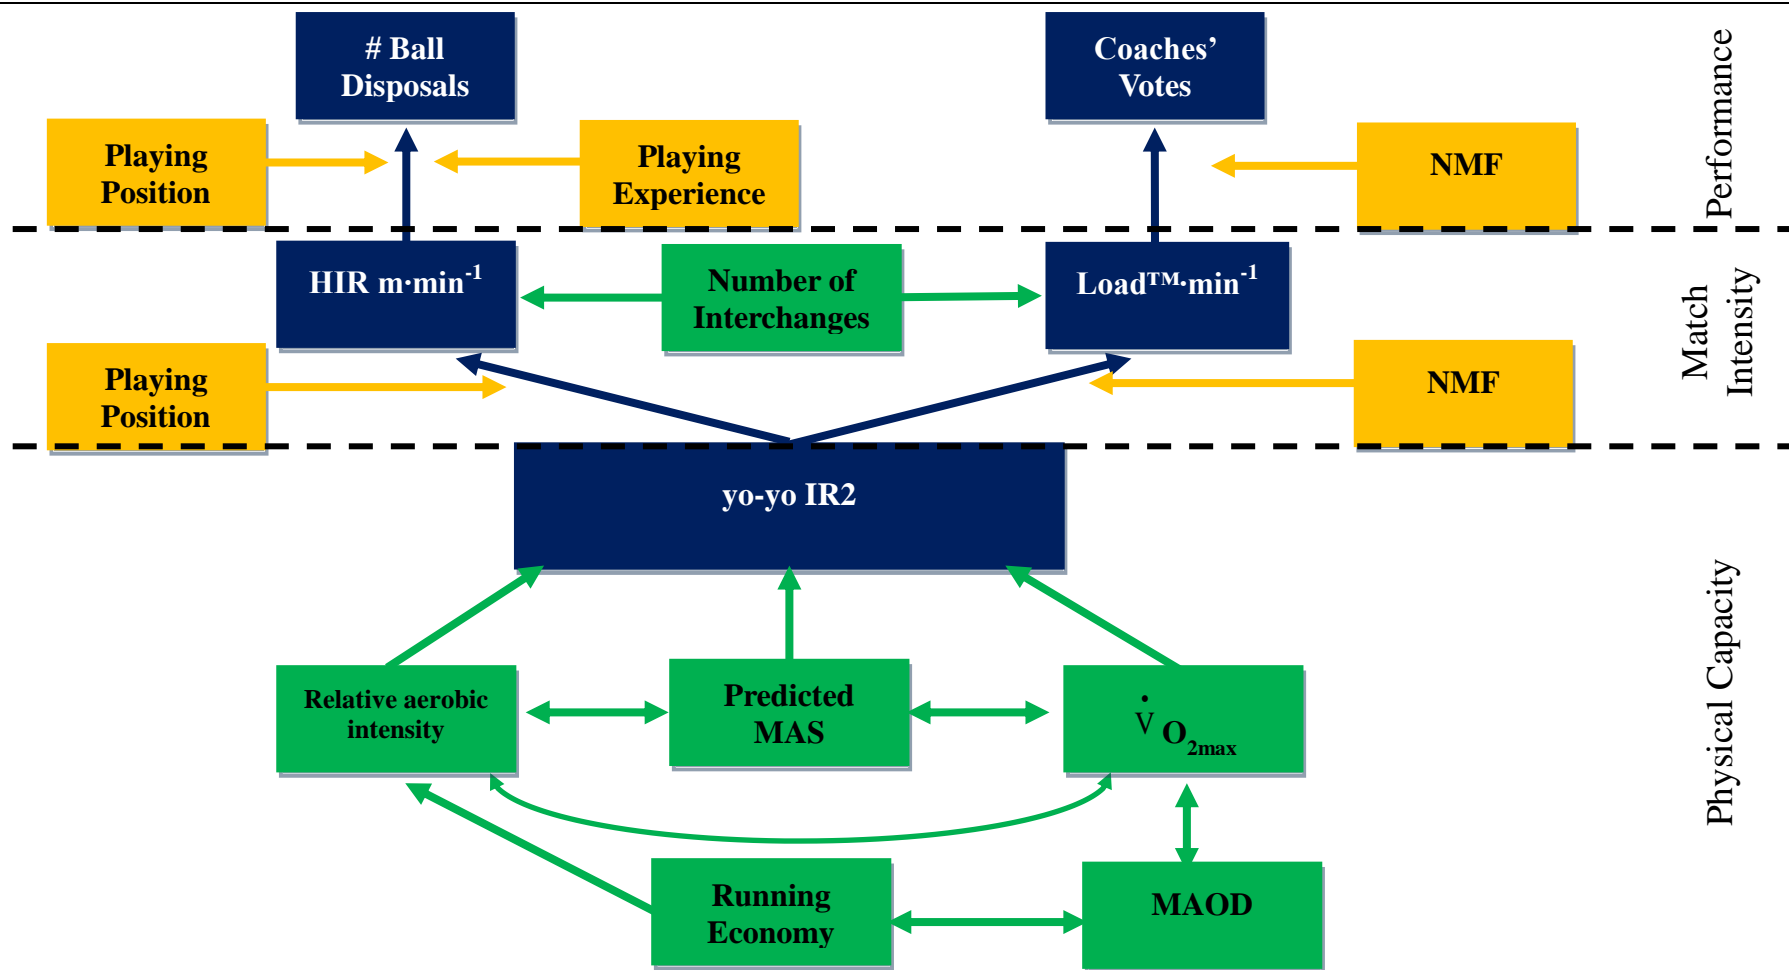 # Ball
Disposals
Coaches’
Votes
Performance
Playing
Position
Playing
Experience
NMF
HIR m·min⁻¹
Number of
Interchanges
Load™·min⁻¹
Match
Intensity
Playing
Position
NMF
yo-yo IR2
Physical Capacity
Relative aerobic
intensity
Predicted
MAS
V̇O₂max
Running
Economy
MAOD